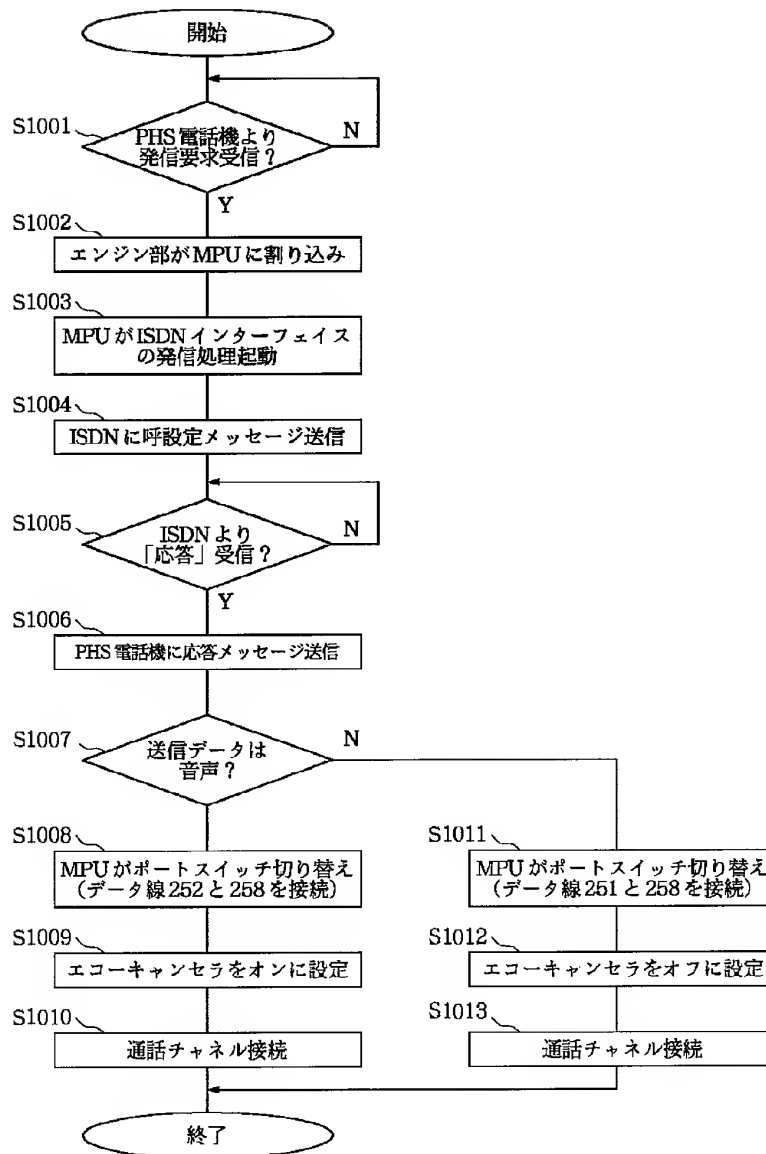 開始
S1001
PHS電話機より
発信要求受信？
N
Y
S1002
エンジン部がMPUに割り込み
S1003
MPUがISDNインターフェイス
の発信処理起動
S1004
ISDNに呼設定メッセージ送信
S1005
ISDNより
「応答」受信？
N
Y
S1006
PHS電話機に応答メッセージ送信
S1007
送信データは
音声？
N
S1008
MPUがポートスイッチ切り替え
（データ線252と258を接続）
S1009
エコーキャンセラをオンに設定
S1010
通話チャネル接続
S1011
MPUがポートスイッチ切り替え
（データ線251と258を接続）
S1012
エコーキャンセラをオフに設定
S1013
通話チャネル接続
終了